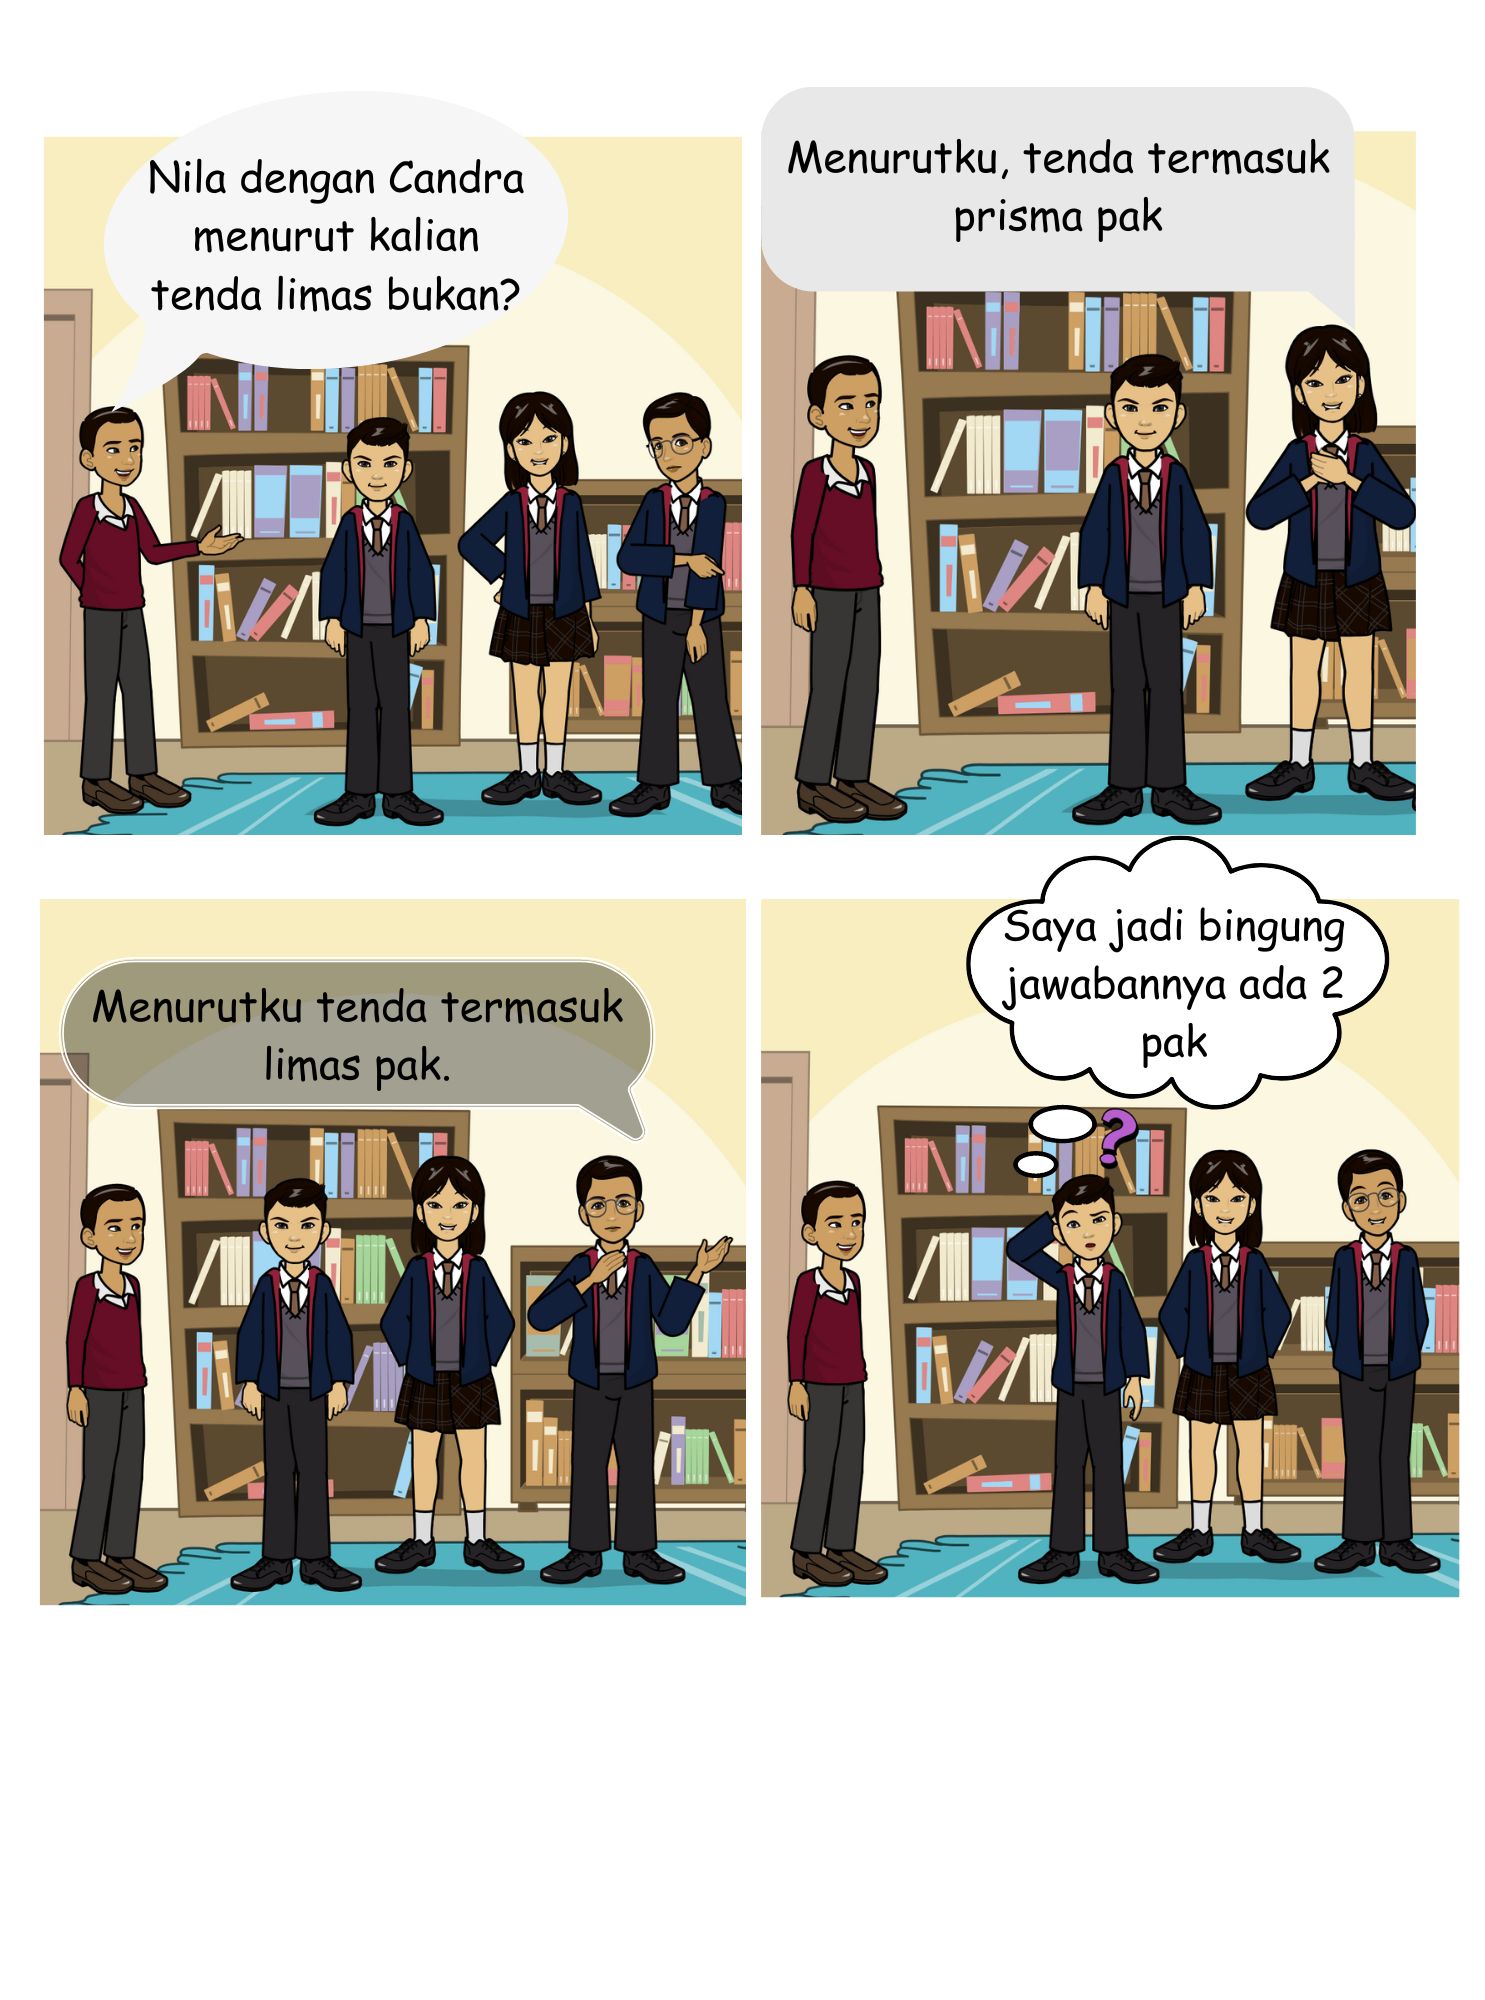 Nila dengan Candra
menurut kalian
tenda limas bukan?
Menurutku, tenda termasuk
prisma pak
Menurutku tenda termasuk
limas pak.
Saya jadi bingung
jawabannya ada 2
pak
?